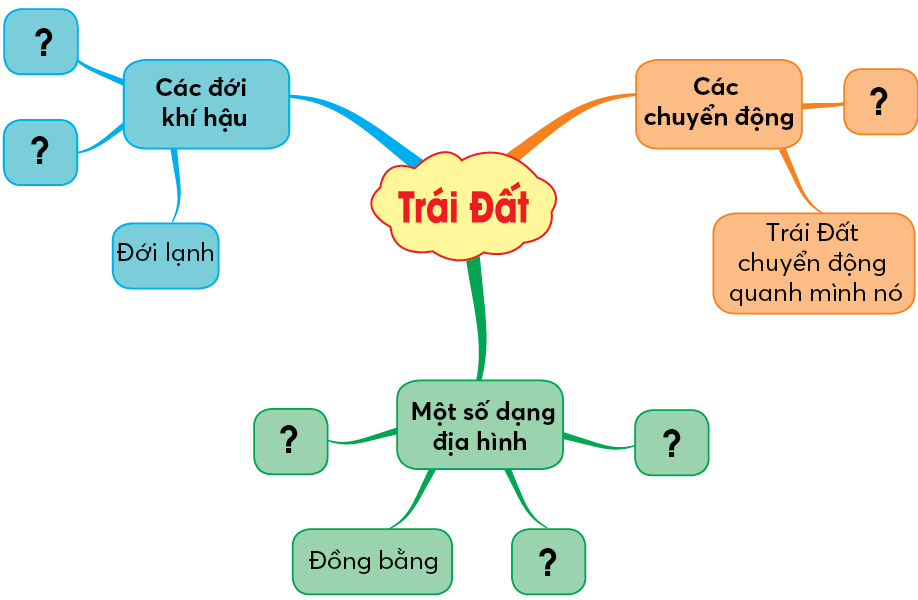 ?
?
Các đới
khí hậu
Đới lạnh
Trái Đất
Các
chuyển động
?
Trái Đất
chuyển động
quanh mình nó
Một số dạng
địa hình
?
?
Đồng bằng
?